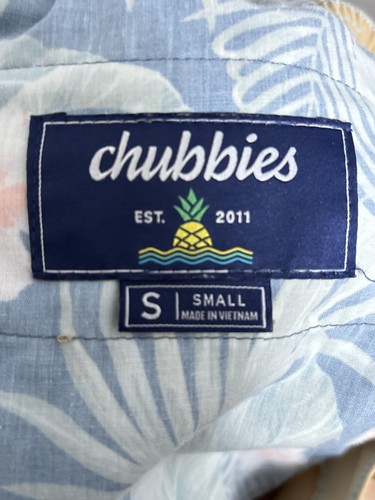 chubbies
EST. 2011
S SMALL
MADE IN VIETNAM